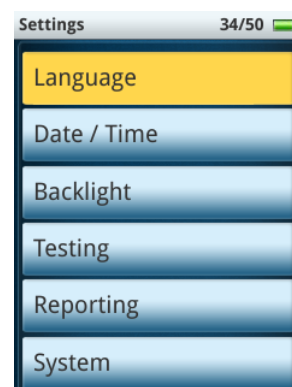 Settings 34/50
Language
Date / Time
Backlight
Testing
Reporting
System